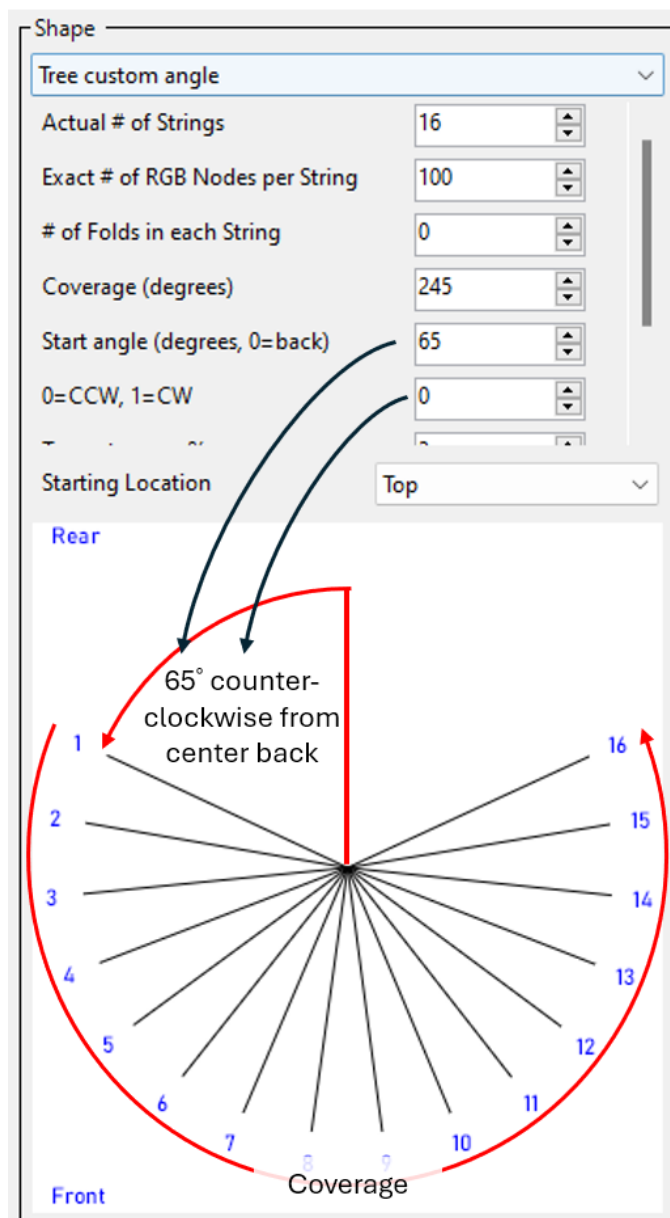 Shape
Tree custom angle
Actual # of Strings 16
Exact # of RGB Nodes per String 100
# of Folds in each String 0
Coverage (degrees) 245
Start angle (degrees, 0=back) 65
0=CCW, 1=CW 0
Starting Location Top
Rear
65° counter-
clockwise from
center back
1 16
2 15
3 14
4 13
5 12
6 11
7 10
8 9
Coverage
Front